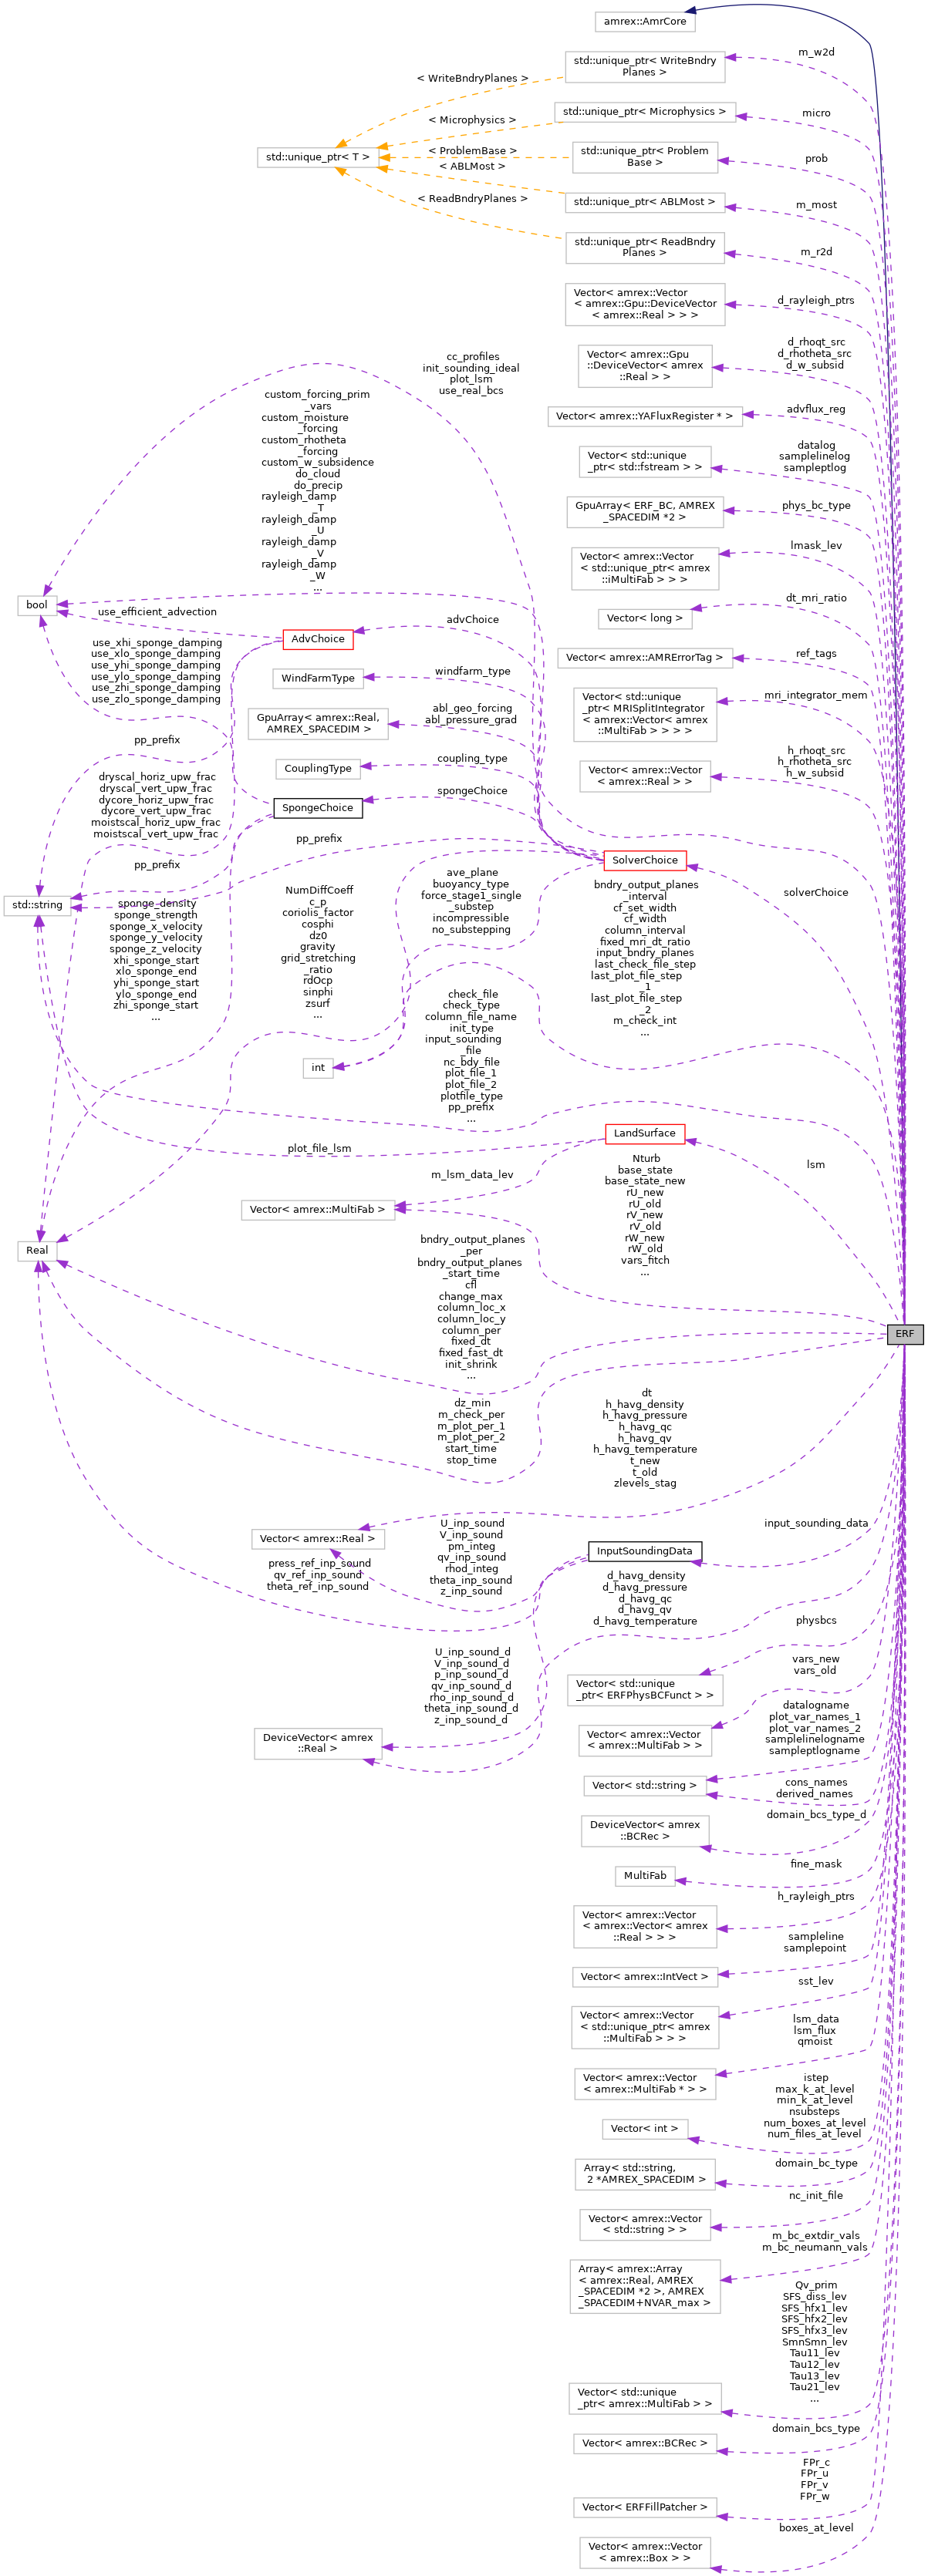 amrex::AmrCore
m_w2d
std::unique_ptr< WriteBndry
Planes >
< WriteBndryPlanes >
std::unique_ptr< Microphysics >
micro
< Microphysics >
std::unique_ptr< Problem
Base >
< ProblemBase >
std::unique_ptr< T >
prob
< ABLMost >
std::unique_ptr< ABLMost >
m_most
< ReadBndryPlanes >
std::unique_ptr< ReadBndry
Planes >
m_r2d
Vector< amrex::Vector
< amrex::Gpu::DeviceVector
< amrex::Real > > >
d_rayleigh_ptrs
d_rhoqt_src
d_rhotheta_src
d_w_subsid
Vector< amrex::Gpu
::DeviceVector< amrex
::Real > >
cc_profiles
init_sounding_ideal
plot_lsm
use_real_bcs
custom_forcing_prim
_vars
custom_moisture
_forcing
custom_rhotheta
_forcing
custom_w_subsidence
do_cloud
do_precip
rayleigh_damp
_T
rayleigh_damp
_U
rayleigh_damp
_V
rayleigh_damp
_W
...
Vector< amrex::YAFluxRegister * >
advflux_reg
Vector< std::unique
_ptr< std::fstream > >
datalog
samplelinelog
sampleptlog
GpuArray< ERF_BC, AMREX
_SPACEDIM *2 >
phys_bc_type
Vector< amrex::Vector
< std::unique_ptr< amrex
::iMultiFab > > >
lmask_lev
bool
use_efficient_advection
Vector< long >
dt_mri_ratio
advChoice
AdvChoice
use_xhi_sponge_damping
use_xlo_sponge_damping
use_yhi_sponge_damping
use_ylo_sponge_damping
use_zhi_sponge_damping
use_zlo_sponge_damping
Vector< amrex::AMRErrorTag >
ref_tags
windfarm_type
WindFarmType
Vector< std::unique
_ptr< MRISplitIntegrator
< amrex::Vector< amrex
::MultiFab > > > >
mri_integrator_mem
GpuArray< amrex::Real,
AMREX_SPACEDIM >
abl_geo_forcing
abl_pressure_grad
pp_prefix
CouplingType
coupling_type
Vector< amrex::Vector
< amrex::Real > >
h_rhoqt_src
h_rhotheta_src
h_w_subsid
dryscal_horiz_upw_frac
dryscal_vert_upw_frac
dycore_horiz_upw_frac
dycore_vert_upw_frac
moistscal_horiz_upw_frac
moistscal_vert_upw_frac
SpongeChoice
spongeChoice
pp_prefix
pp_prefix
SolverChoice
solverChoice
std::string
sponge_density
sponge_strength
sponge_x_velocity
sponge_y_velocity
sponge_z_velocity
xhi_sponge_start
xlo_sponge_end
yhi_sponge_start
ylo_sponge_end
zhi_sponge_start
...
NumDiffCoeff
c_p
coriolis_factor
cosphi
dz0
gravity
grid_stretching
_ratio
rdOcp
sinphi
zsurf
...
ave_plane
buoyancy_type
force_stage1_single
_substep
incompressible
no_substepping
bndry_output_planes
_interval
cf_set_width
cf_width
column_interval
fixed_mri_dt_ratio
input_bndry_planes
last_check_file_step
last_plot_file_step
_1
last_plot_file_step
_2
m_check_int
...
int
check_file
check_type
column_file_name
init_type
input_sounding
_file
nc_bdy_file
plot_file_1
plot_file_2
plotfile_type
pp_prefix
...
LandSurface
lsm
plot_file_lsm
m_lsm_data_lev
Vector< amrex::MultiFab >
Nturb
base_state
base_state_new
rU_new
rU_old
rV_new
rV_old
rW_new
rW_old
vars_fitch
...
Real
bndry_output_planes
_per
bndry_output_planes
_start_time
cfl
change_max
column_loc_x
column_loc_y
column_per
fixed_dt
fixed_fast_dt
init_shrink
...
ERF
dz_min
m_check_per
m_plot_per_1
m_plot_per_2
start_time
stop_time
dt
h_havg_density
h_havg_pressure
h_havg_qc
h_havg_qv
h_havg_temperature
t_new
t_old
zlevels_stag
Vector< amrex::Real >
U_inp_sound
V_inp_sound
pm_integ
qv_inp_sound
rhod_integ
theta_inp_sound
z_inp_sound
InputSoundingData
input_sounding_data
press_ref_inp_sound
qv_ref_inp_sound
theta_ref_inp_sound
d_havg_density
d_havg_pressure
d_havg_qc
d_havg_qv
d_havg_temperature
physbcs
U_inp_sound_d
V_inp_sound_d
p_inp_sound_d
qv_inp_sound_d
rho_inp_sound_d
theta_inp_sound_d
z_inp_sound_d
DeviceVector< amrex
::Real >
Vector< std::unique
_ptr< ERFPhysBCFunct > >
vars_new
vars_old
Vector< amrex::Vector
< amrex::MultiFab > >
datalogname
plot_var_names_1
plot_var_names_2
samplelinelogname
sampleptlogname
Vector< std::string >
cons_names
derived_names
DeviceVector< amrex
::BCRec >
domain_bcs_type_d
MultiFab
fine_mask
Vector< amrex::Vector
< amrex::Vector< amrex
::Real > > >
h_rayleigh_ptrs
Vector< amrex::IntVect >
sampleline
samplepoint
Vector< amrex::Vector
< std::unique_ptr< amrex
::MultiFab > > >
sst_lev
Vector< amrex::Vector
< amrex::MultiFab * > >
lsm_data
lsm_flux
qmoist
Vector< int >
istep
max_k_at_level
min_k_at_level
nsubsteps
num_boxes_at_level
num_files_at_level
Array< std::string,
2 *AMREX_SPACEDIM >
domain_bc_type
Vector< amrex::Vector
< std::string > >
nc_init_file
Array< amrex::Array
< amrex::Real, AMREX
_SPACEDIM *2 >, AMREX
_SPACEDIM+NVAR_max >
m_bc_extdir_vals
m_bc_neumann_vals
Qv_prim
SFS_diss_lev
SFS_hfx1_lev
SFS_hfx2_lev
SFS_hfx3_lev
SmnSmn_lev
Tau11_lev
Tau12_lev
Tau13_lev
Tau21_lev
...
Vector< std::unique
_ptr< amrex::MultiFab > >
Vector< amrex::BCRec >
domain_bcs_type
FPr_c
FPr_u
FPr_v
FPr_w
Vector< ERFFillPatcher >
Vector< amrex::Vector
< amrex::Box > >
boxes_at_level